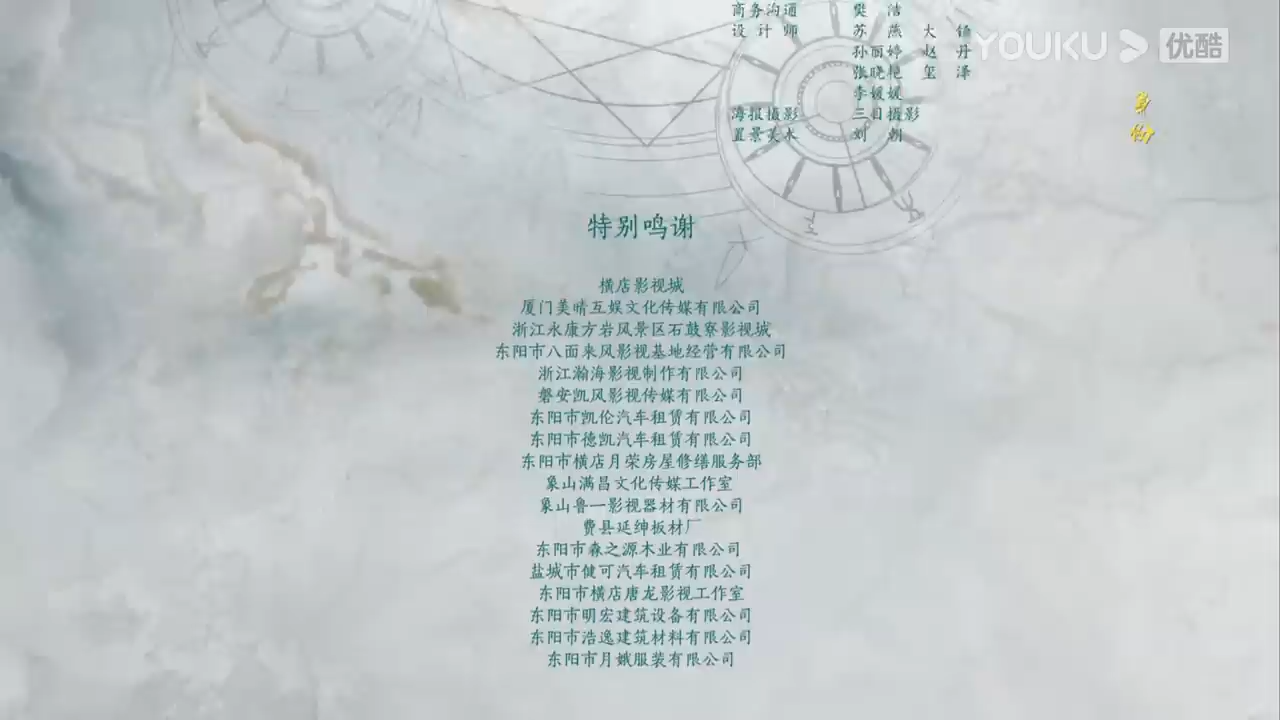 商务沟通 樊洁
设计师 苏燕 大锤
孙丽婷 赵丹
张晓艳 玺泽
李媛媛
海报摄影 三目摄影
置景美术 刘朝
YOUKU 优酷
特别鸣谢
横店影视城
厦门美晴互娱文化传媒有限公司
浙江永康方岩风景区石鼓寮影视城
东阳市八面来风影视基地经营有限公司
浙江瀚海影视制作有限公司
磐安凯风影视传媒有限公司
东阳市凯伦汽车租赁有限公司
东阳市德凯汽车租赁有限公司
东阳市横店月荣房屋修缮服务部
象山满昌文化传媒工作室
象山鲁一影视器材有限公司
费县延绅板材厂
东阳市森之源木业有限公司
盐城市健可汽车租赁有限公司
东阳市横店唐龙影视工作室
东阳市明宏建筑设备有限公司
东阳市浩逸建筑材料有限公司
东阳市月娥服装有限公司